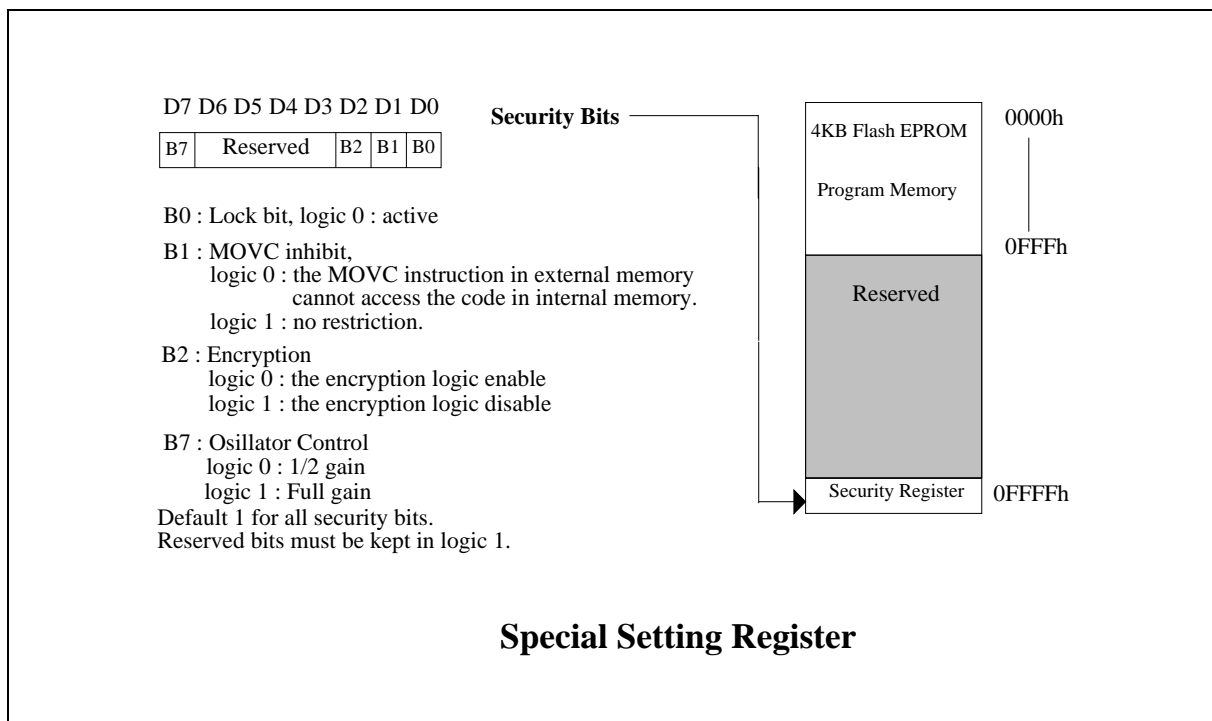 D7 D6 D5 D4 D3 D2 D1 D0
B7 Reserved B2 B1 B0
B0 : Lock bit, logic 0 : active
B1 : MOVC inhibit,
logic 0 : the MOVC instruction in external memory
cannot access the code in internal memory.
logic 1 : no restriction.
B2 : Encryption
logic 0 : the encryption logic enable
logic 1 : the encryption logic disable
B7 : Osillator Control
logic 0 : 1/2 gain
logic 1 : Full gain
Default 1 for all security bits.
Reserved bits must be kept in logic 1.
Security Bits
4KB Flash EPROM
Program Memory
0000h
0FFFh
Reserved
Security Register
0FFFFh
Special Setting Register